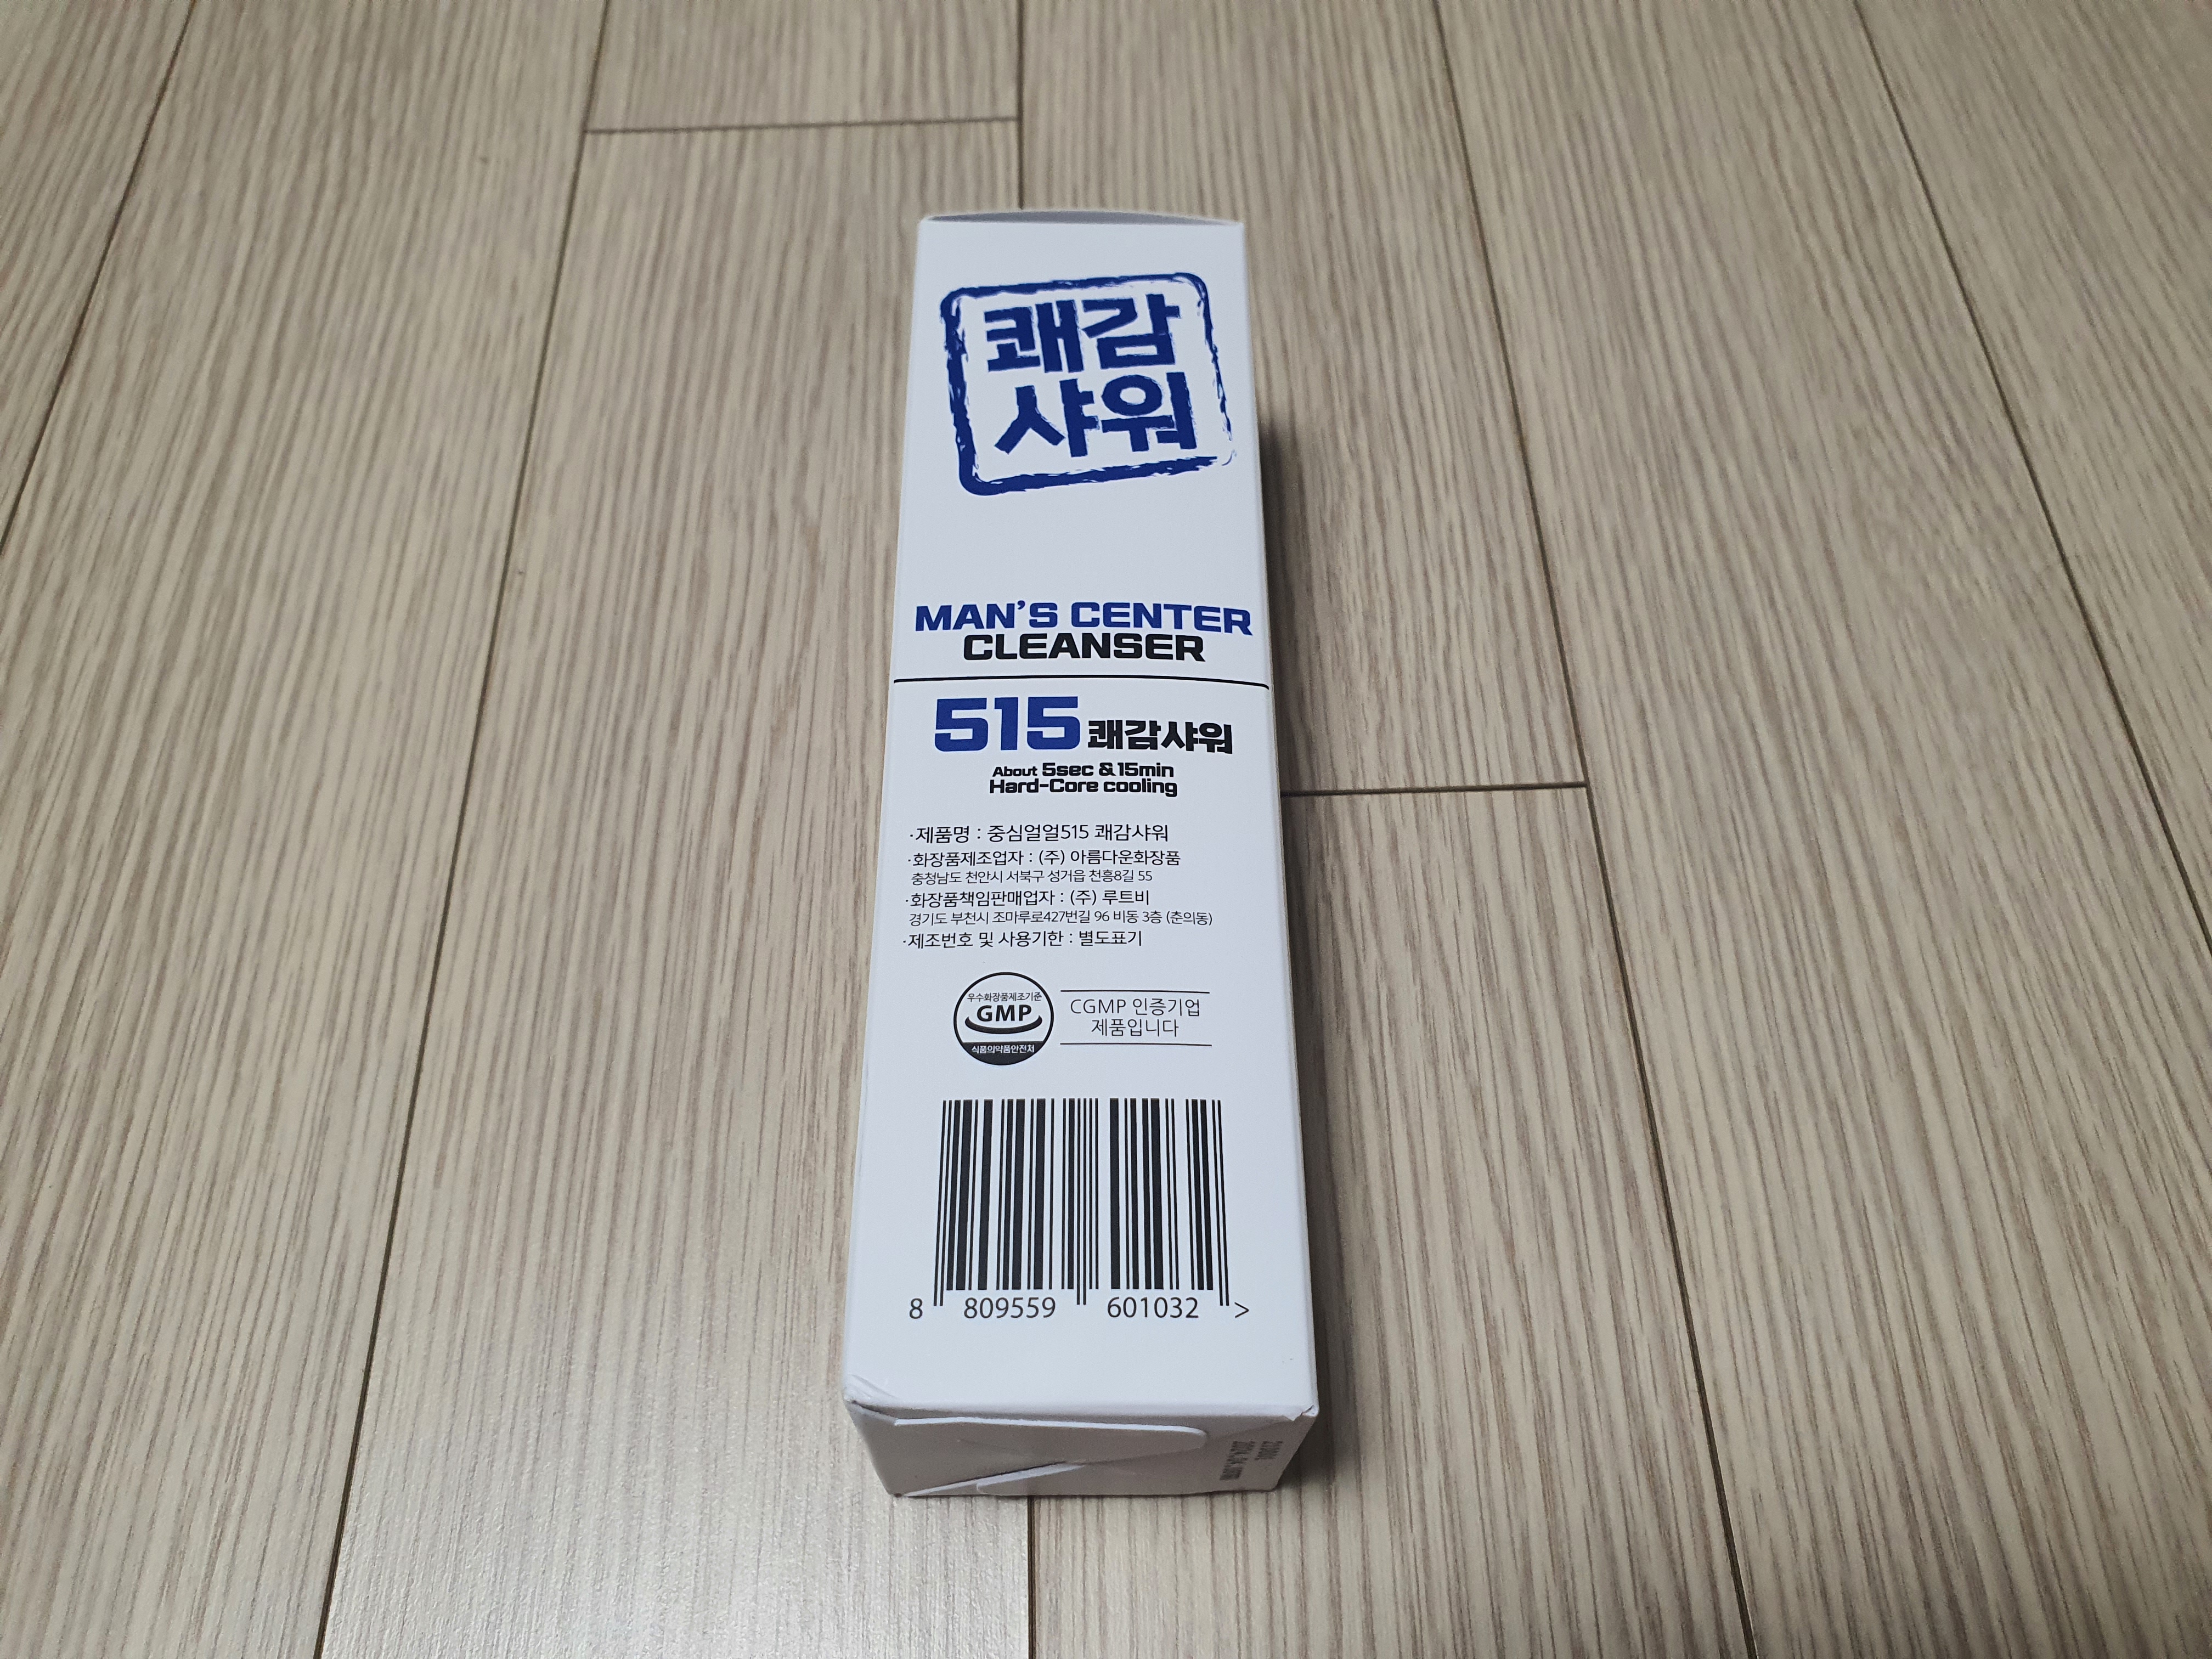 쾌감
샤워
MAN'S CENTER
CLEANSER
515 쾌감샤워
About 5sec & 15min
Hard-Core cooling
·제품명 : 중심얼얼515 쾌감샤워
·화장품제조업자 : (주) 아름다운화장품
충청남도 천안시 서북구 성거읍 천흥8길 55
·화장품책임판매업자 : (주) 루트비
경기도 부천시 조마루로427번길 96 비동 3층 (춘의동)
·제조번호 및 사용기한 : 별도표기
우수화장품제조기준
GMP
식품의약품안전처
CGMP 인증기업
제품입니다
8 809559 601032 >